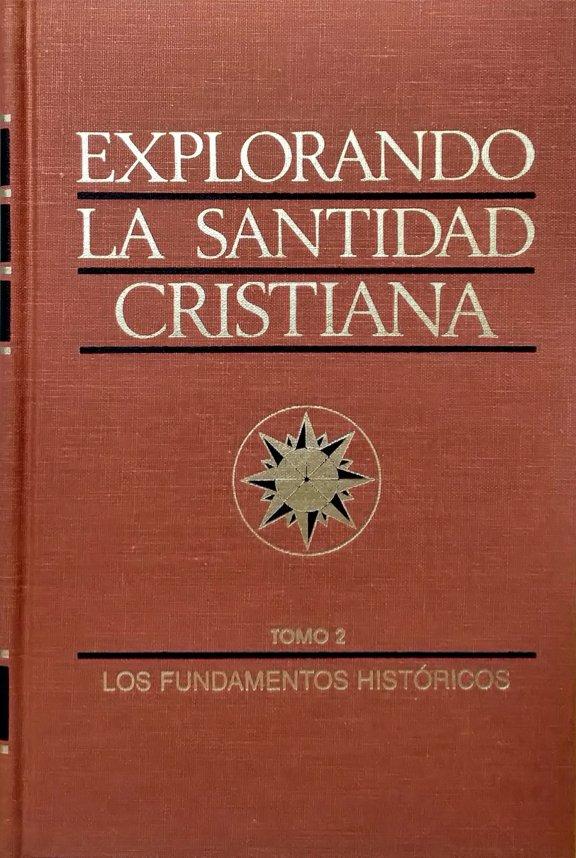 EXPLORANDO
LA SANTIDAD
CRISTIANA
TOMO 2
LOS FUNDAMENTOS HISTÓRICOS